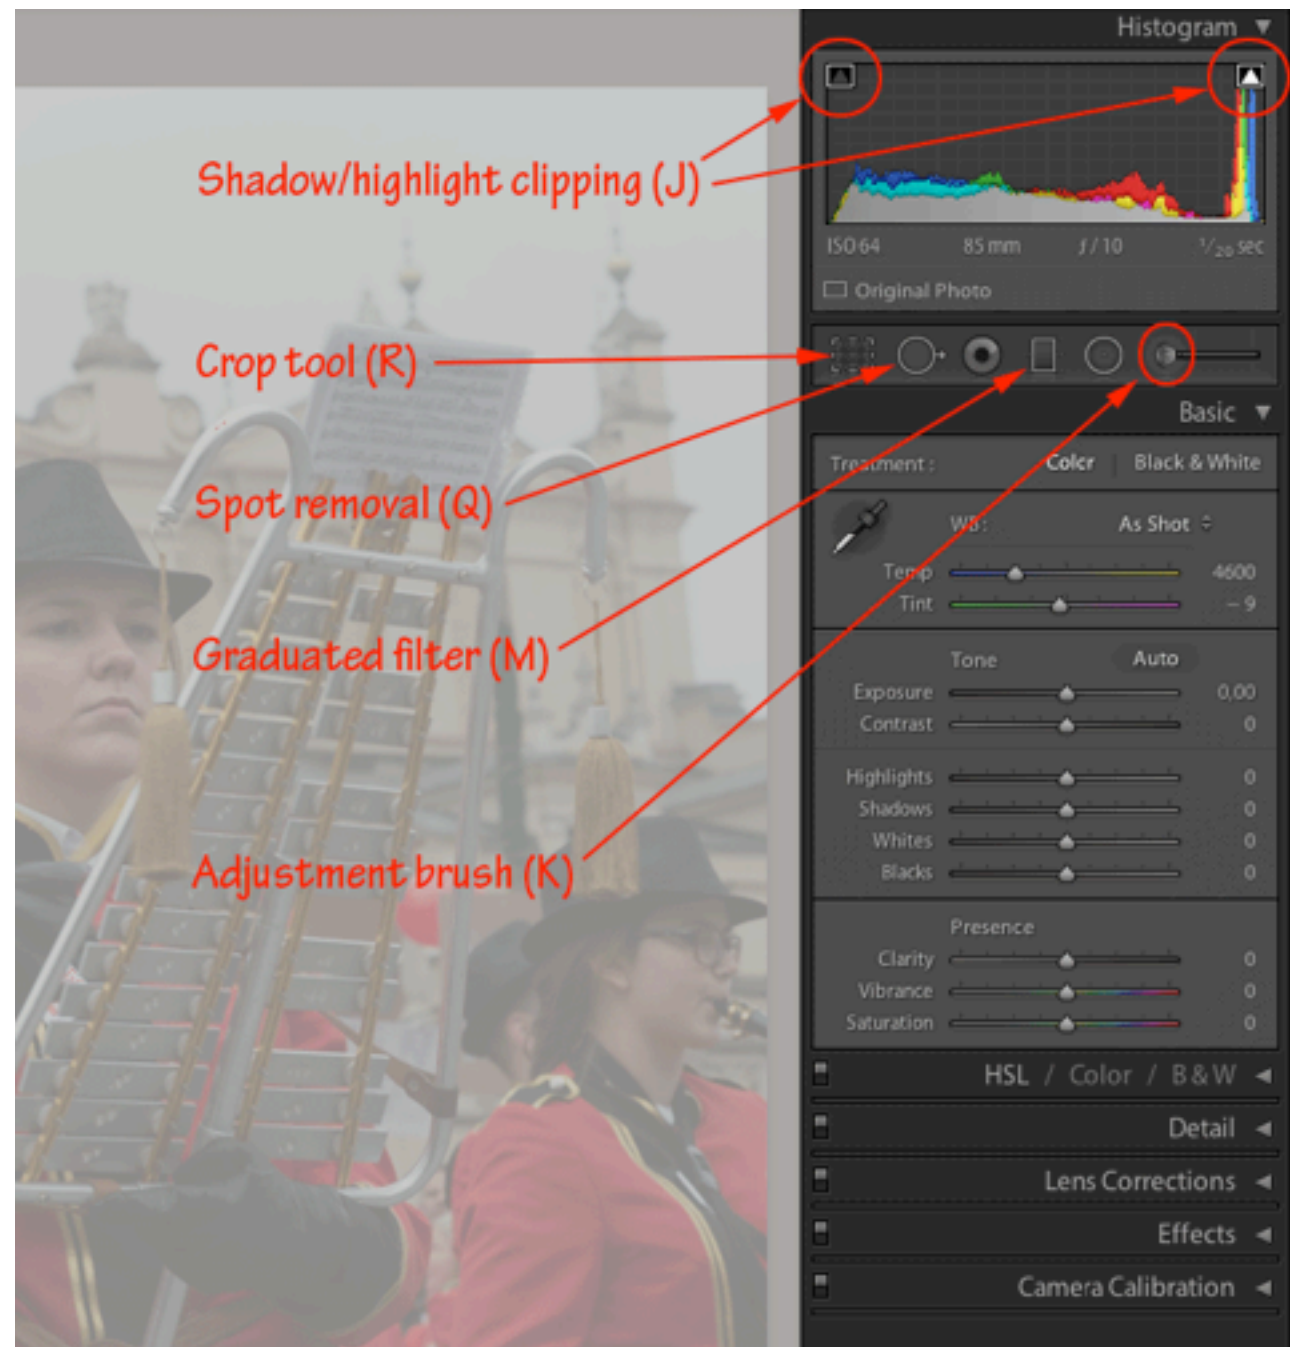 Histogram
Shadow/highlight clipping (J)
ISO 64 85 mm ƒ / 10 1/20 sec
Original Photo
Crop tool (R)
Basic
Treatment : Color Black & White
Spot removal (Q)
WB : As Shot
Temp 4600
Tint – 9
Graduated filter (M)
Tone Auto
Exposure 0,00
Contrast 0
Highlights 0
Shadows 0
Whites 0
Blacks 0
Adjustment brush (K)
Presence
Clarity 0
Vibrance 0
Saturation 0
HSL / Color / B & W
Detail
Lens Corrections
Effects
Camera Calibration